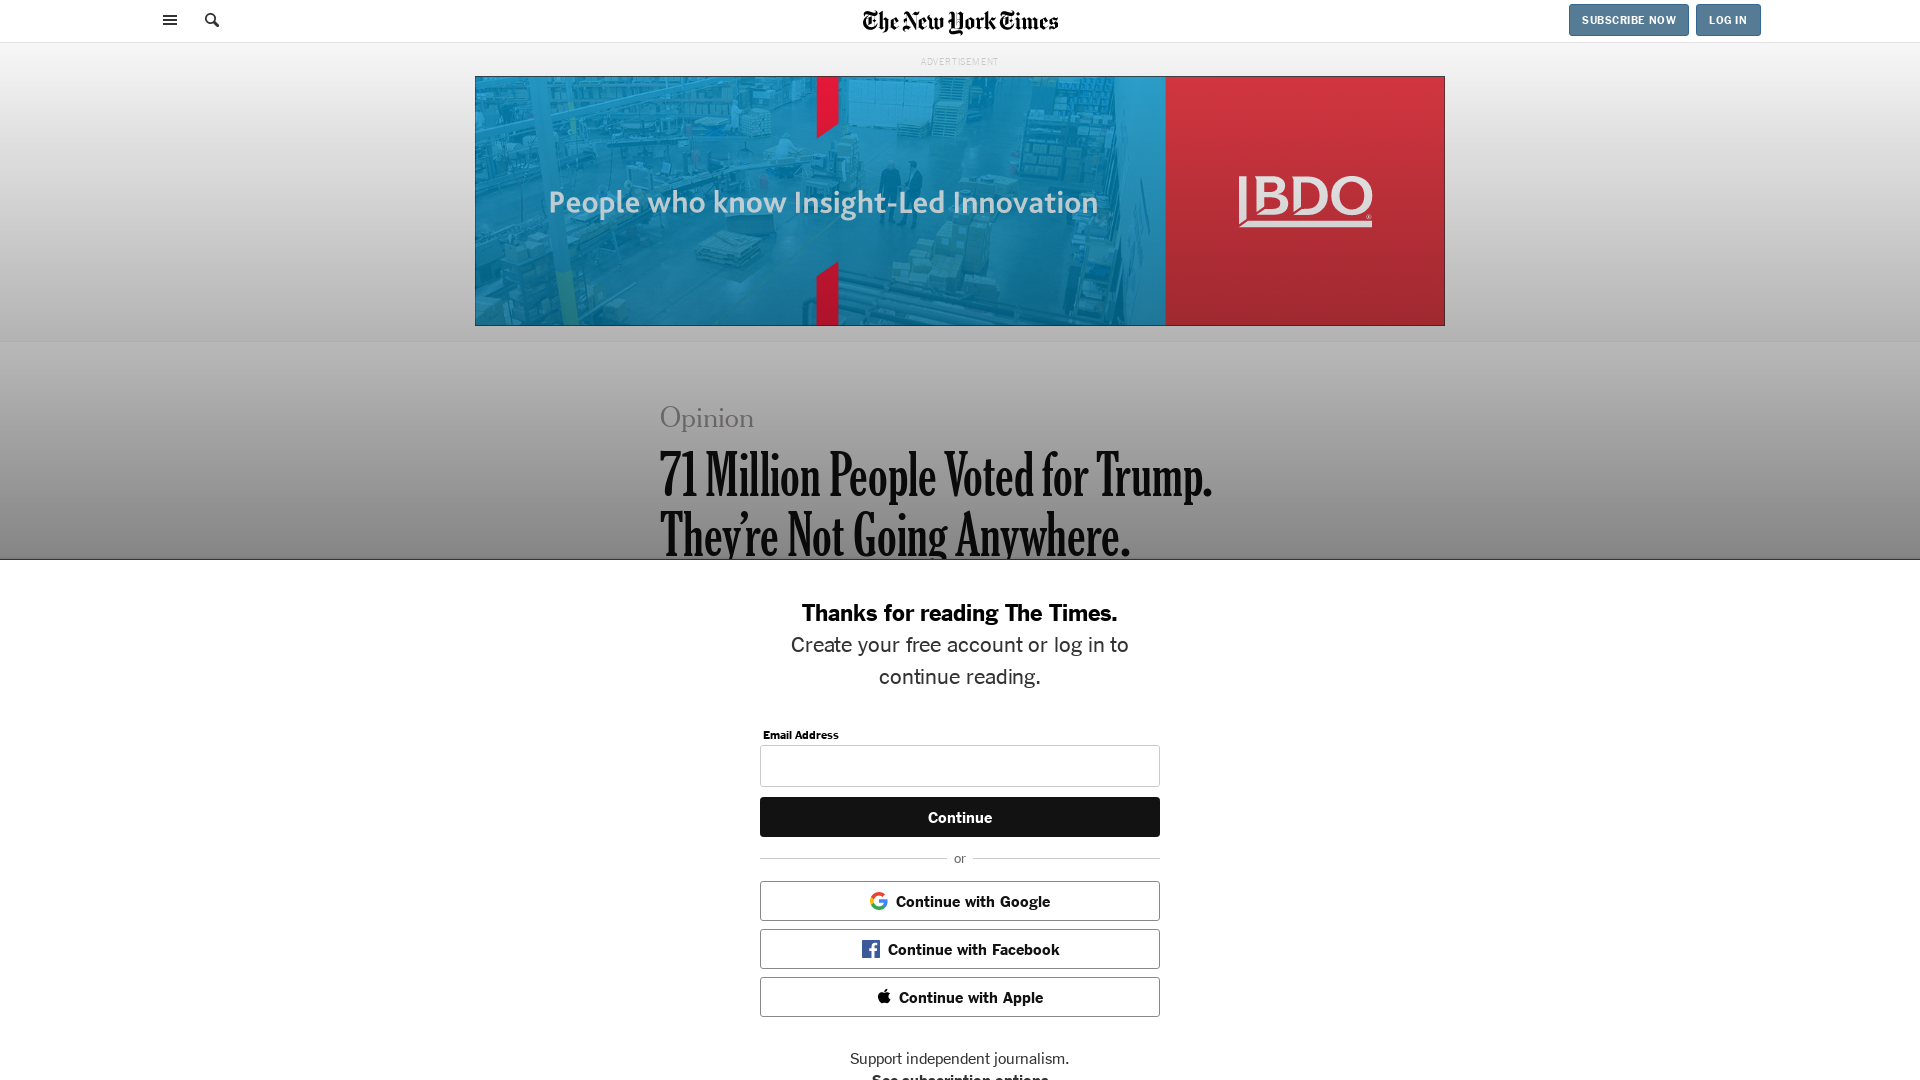 The New York Times
SUBSCRIBE NOW
LOG IN
ADVERTISEMENT
People who know Insight-Led Innovation
BDO
Opinion
71 Million People Voted for Trump.
They’re Not Going Anywhere.
Thanks for reading The Times.
Create your free account or log in to
continue reading.
Email Address
Continue
or
Continue with Google
Continue with Facebook
Continue with Apple
Support independent journalism.
See subscription options.